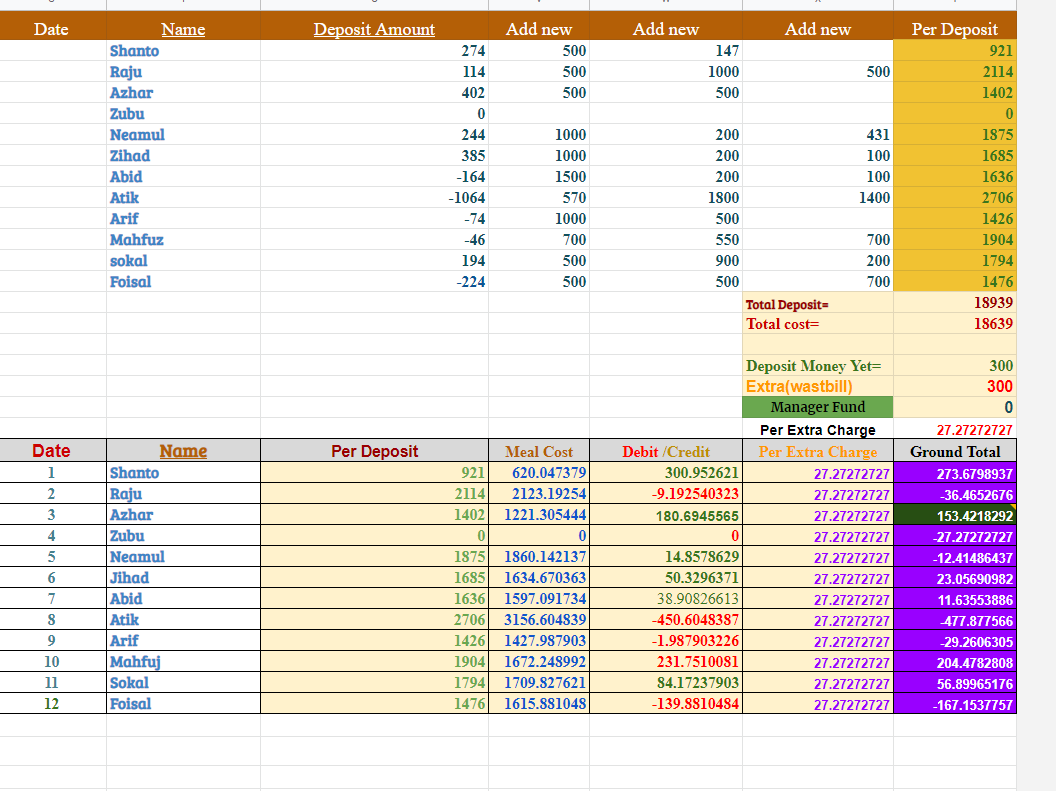 Date Name Deposit Amount Add new Add new Add new Per Deposit
Shanto 274 500 147 921
Raju 114 500 1000 500 2114
Azhar 402 500 500 1402
Zubu 0 0
Neamul 244 1000 200 431 1875
Zihad 385 1000 200 100 1685
Abid -164 1500 200 100 1636
Atik -1064 570 1800 1400 2706
Arif -74 1000 500 1426
Mahfuz -46 700 550 700 1904
sokal 194 500 900 200 1794
Foisal -224 500 500 700 1476
Total Deposit= 18939
Total cost= 18639
Deposit Money Yet= 300
Extra(wastbill) 300
Manager Fund 0
Per Extra Charge 27.27272727
Date Name Per Deposit Meal Cost Debit /Credit Per Extra Charge Ground Total
1 Shanto 921 620.047379 300.952621 27.27272727 273.6798937
2 Raju 2114 2123.19254 -9.192540323 27.27272727 -36.4652676
3 Azhar 1402 1221.305444 180.6945565 27.27272727 153.4218292
4 Zubu 0 0 0 27.27272727 -27.27272727
5 Neamul 1875 1860.142137 14.8578629 27.27272727 -12.41486437
6 Jihad 1685 1634.670363 50.3296371 27.27272727 23.05690982
7 Abid 1636 1597.091734 38.90826613 27.27272727 11.63553886
8 Atik 2706 3156.604839 -450.6048387 27.27272727 -477.877566
9 Arif 1426 1427.987903 -1.987903226 27.27272727 -29.2606305
10 Mahfuj 1904 1672.248992 231.7510081 27.27272727 204.4782808
11 Sokal 1794 1709.827621 84.17237903 27.27272727 56.89965176
12 Foisal 1476 1615.881048 -139.8810484 27.27272727 -167.1537757